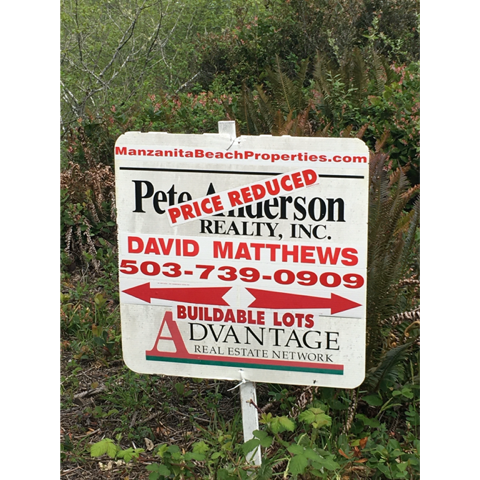 ManzanitaBeachProperties.com
Pete Anderson
PRICE REDUCED
REALTY, INC.
DAVID MATTHEWS
503-739-0909
BUILDABLE LOTS
ADVANTAGE
REAL ESTATE NETWORK